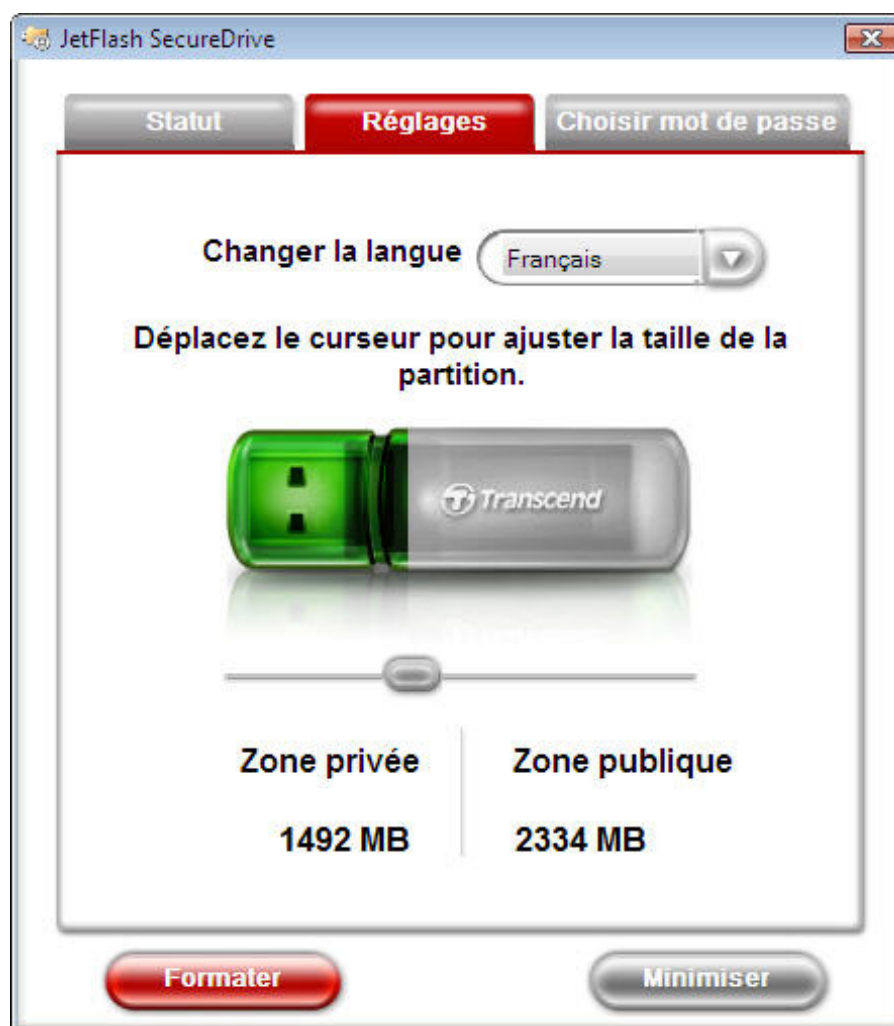 JetFlash SecureDrive
Statut
Réglages
Choisir mot de passe
Changer la langue
Français
Déplacez le curseur pour ajuster la taille de la
partition.
Transcend
Zone privée
Zone publique
1492 MB
2334 MB
Formater
Minimiser